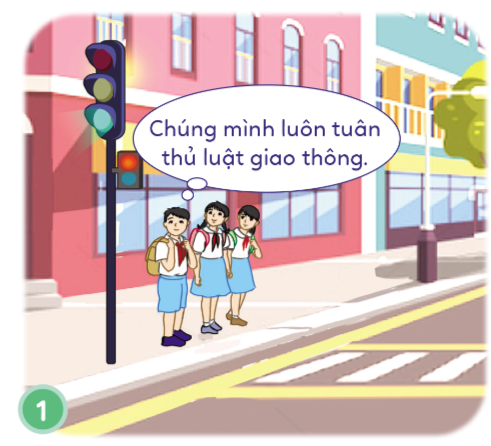 Chúng mình luôn tuân
thủ luật giao thông.
1